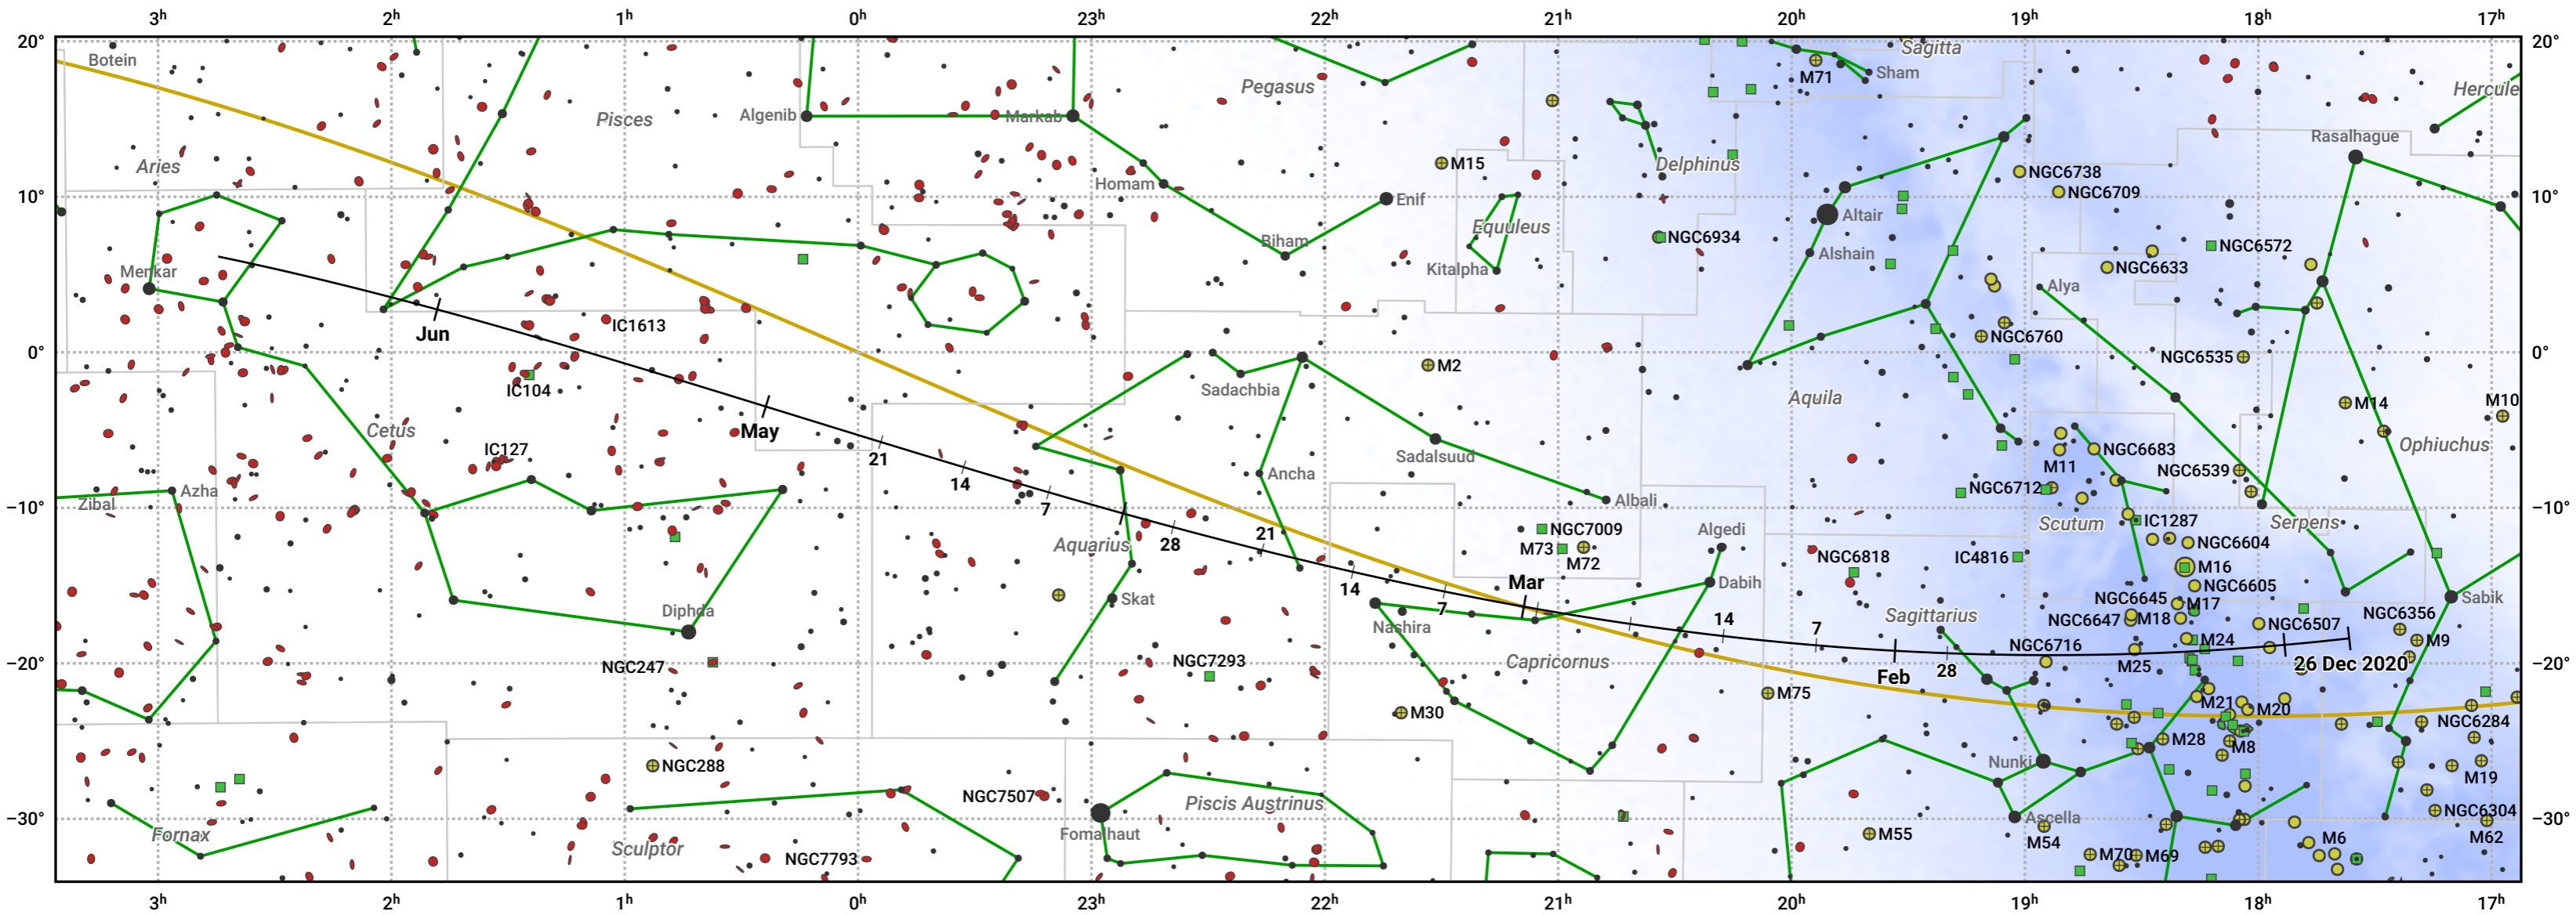 3h 2h 1h 0h 23h 22h 21h 20h 19h 18h 17h
20° 20°
Botein
Sagitta
M71
Sham
Pegasus
Hercule
Algenib
Markab
Pisces
Rasalhague
Aries
M15
Delphinus
Homam
NGC6738
NGC6709
10° 10°
Enif
Altair
Equuleus
Biham
NGC6934
NGC6572
Alshain
Menkar
Kitalpha
NGC6633
Alya
Jun
IC1613
NGC6760
0° 0°
M2
NGC6535
IC104
Sadachbia
Aquila
M14
M10
May
Cetus
IC127
21
Sadalsuud
NGC6683
Ophiuchus
M11
Ancha
NGC6539
14
NGC6712
Zibal
Azha
7
Albali
−10° −10°
Scutum
IC1287
Serpens
21
NGC7009
Algedi
28
Aquarius
M73
M72
NGC6604
NGC6818
IC4816
M16
14
Mar
Dabih
NGC6605
Skat
7
NGC6645
M17
Sabik
Diphda
Nashira
14
Sagittarius
NGC6647
M18
NGC6356
7
NGC6507
NGC6716
M24
M9
NGC247
NGC7293
Capricornus
−20° −20°
Feb
28
M25
26 Dec 2020
M75
M21
M20
M30
NGC6284
M28
M8
NGC288
Nunki
M19
NGC7507
Piscis Austrinus
−30° −30°
Fornax
Fomalhaut
Ascella
NGC6304
Sculptor
M55
M54
M6
M62
NGC7793
M70
M69
3h 2h 1h 0h 23h 22h 21h 20h 19h 18h 17h